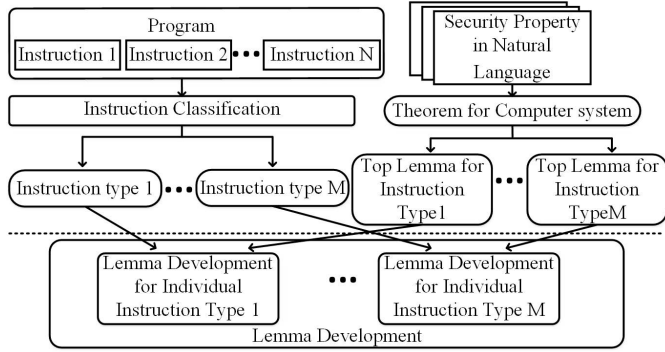 Program
Instruction 1
Instruction 2
Instruction N
Security Property
in Natural
Language
Instruction Classification
Theorem for Computer system
Instruction type 1
Instruction type M
Top Lemma for
Instruction
Type1
Top Lemma for
Instruction
TypeM
Lemma Development
for Individual
Instruction Type 1
Lemma Development
for Individual
Instruction Type M
Lemma Development